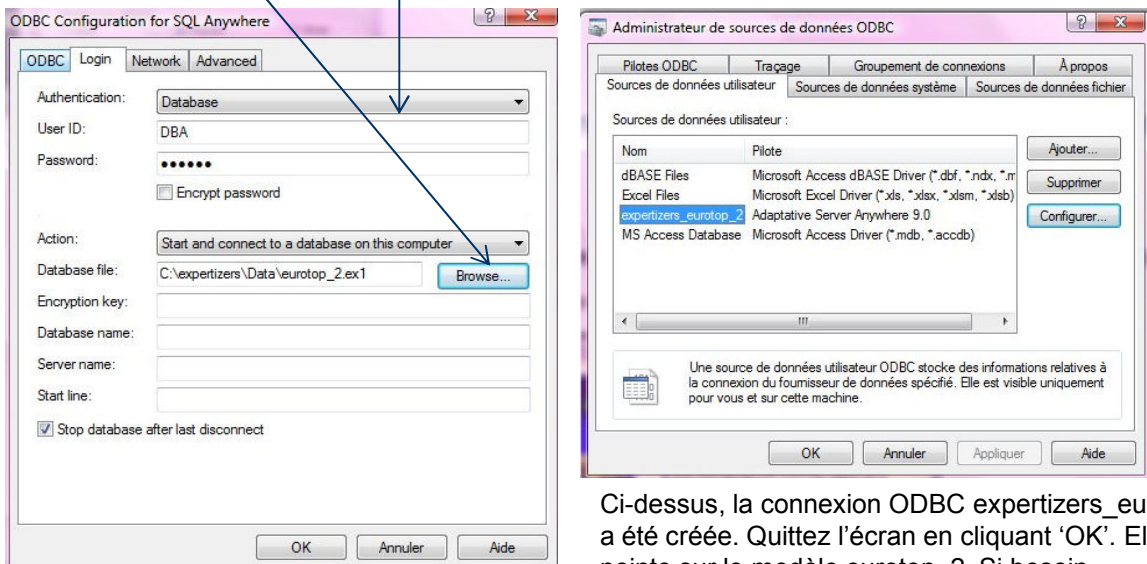 ODBC Configuration for SQL Anywhere
ODBC Login Network Advanced
Authentication: Database
User ID: DBA
Password: ••••••
Encrypt password
Action: Start and connect to a database on this computer
Database file: C:\expertizers\Data\eurotop_2.ex1 Browse...
Encryption key:
Database name:
Server name:
Start line:
Stop database after last disconnect
OK Annuler Aide
Administrateur de sources de données ODBC
Pilotes ODBC Traçage Groupement de connexions À propos
Sources de données utilisateur Sources de données système Sources de données fichier
Sources de données utilisateur :
Nom Pilote
dBASE Files Microsoft Access dBASE Driver (*.dbf, *.ndx, *.m
Excel Files Microsoft Excel Driver (*.xls, *.xlsx, *.xlsm, *.xlsb)
expertizers_eurotop_2 Adaptative Server Anywhere 9.0
MS Access Database Microsoft Access Driver (*.mdb, *.accdb)
Ajouter...
Supprimer
Configurer...
Une source de données utilisateur ODBC stocke des informations relatives à
la connexion du fournisseur de données spécifié. Elle est visible uniquement
pour vous et sur cette machine.
OK Annuler Appliquer Aide
Ci-dessus, la connexion ODBC expertizers_eu
a été créée. Quittez l'écran en cliquant 'OK'. El
pointe sur le modèle eurotop_2. Si besoin